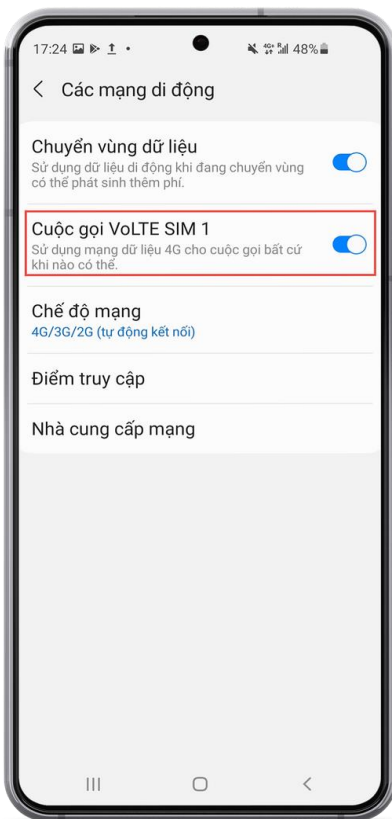 17:24
4G+ R 48%
Các mạng di động
Chuyển vùng dữ liệu
Sử dụng dữ liệu di động khi đang chuyển vùng
có thể phát sinh thêm phí.
Cuộc gọi VoLTE SIM 1
Sử dụng mạng dữ liệu 4G cho cuộc gọi bất cứ
khi nào có thể.
Chế độ mạng
4G/3G/2G (tự động kết nối)
Điểm truy cập
Nhà cung cấp mạng